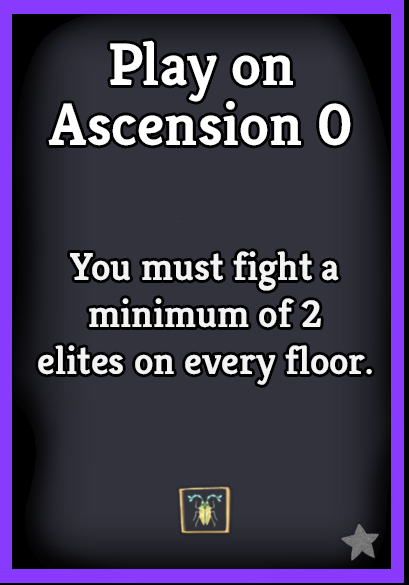 Play on
Ascension 0
You must fight a
minimum of 2
elites on every floor.